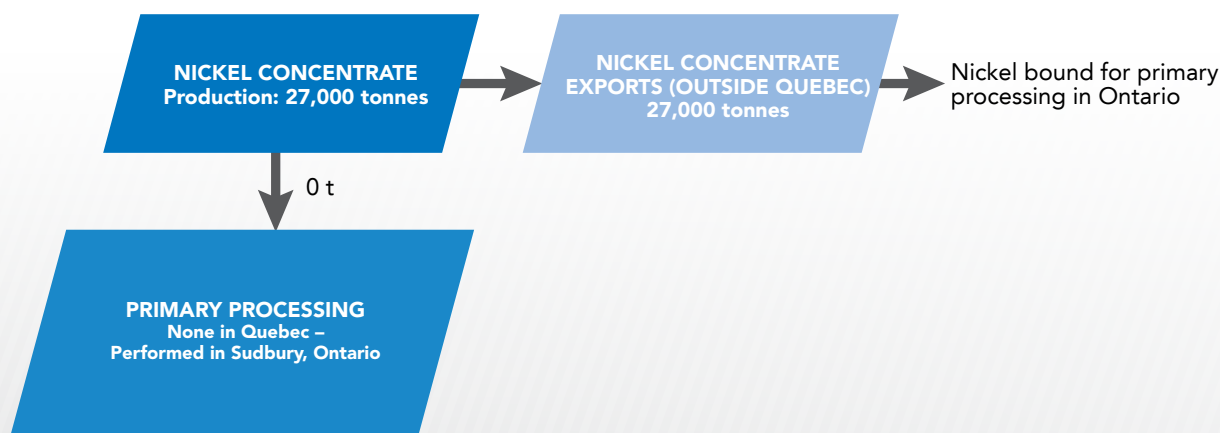 NICKEL CONCENTRATE
Production: 27,000 tonnes
NICKEL CONCENTRATE
EXPORTS (OUTSIDE QUEBEC)
27,000 tonnes
Nickel bound for primary
processing in Ontario
0 t
PRIMARY PROCESSING
None in Quebec –
Performed in Sudbury, Ontario